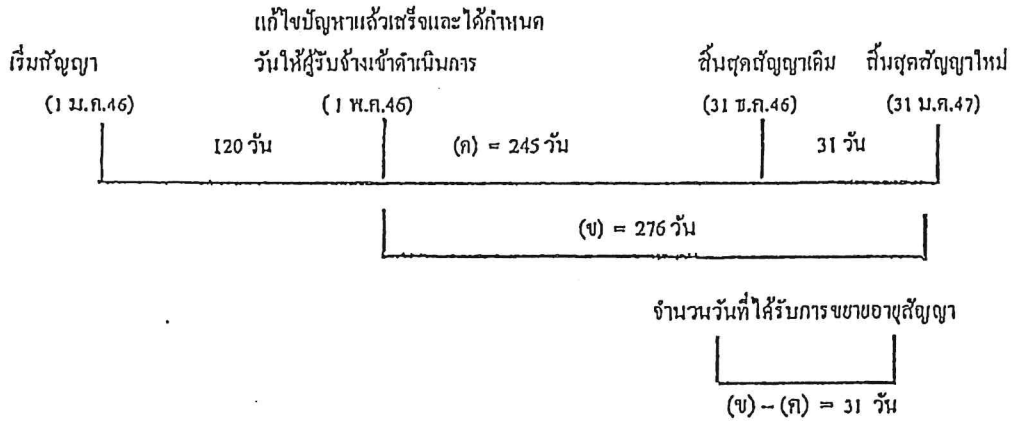 แก้ไขปัญหาแล้วเสร็จและได้กำหนด
เริ่มสัญญา วันให้ผู้รับจ้างเข้าดำเนินการ สิ้นสุดสัญญาเดิม สิ้นสุดสัญญาใหม่
(1 ม.ค.46) (1 พ.ค.46) (31 ธ.ค.46) (31 ม.ค.47)
120 วัน (ค) = 245 วัน 31 วัน
(ข) = 276 วัน
จำนวนวันที่ได้รับการขยายอายุสัญญา
(ข) – (ค) = 31 วัน